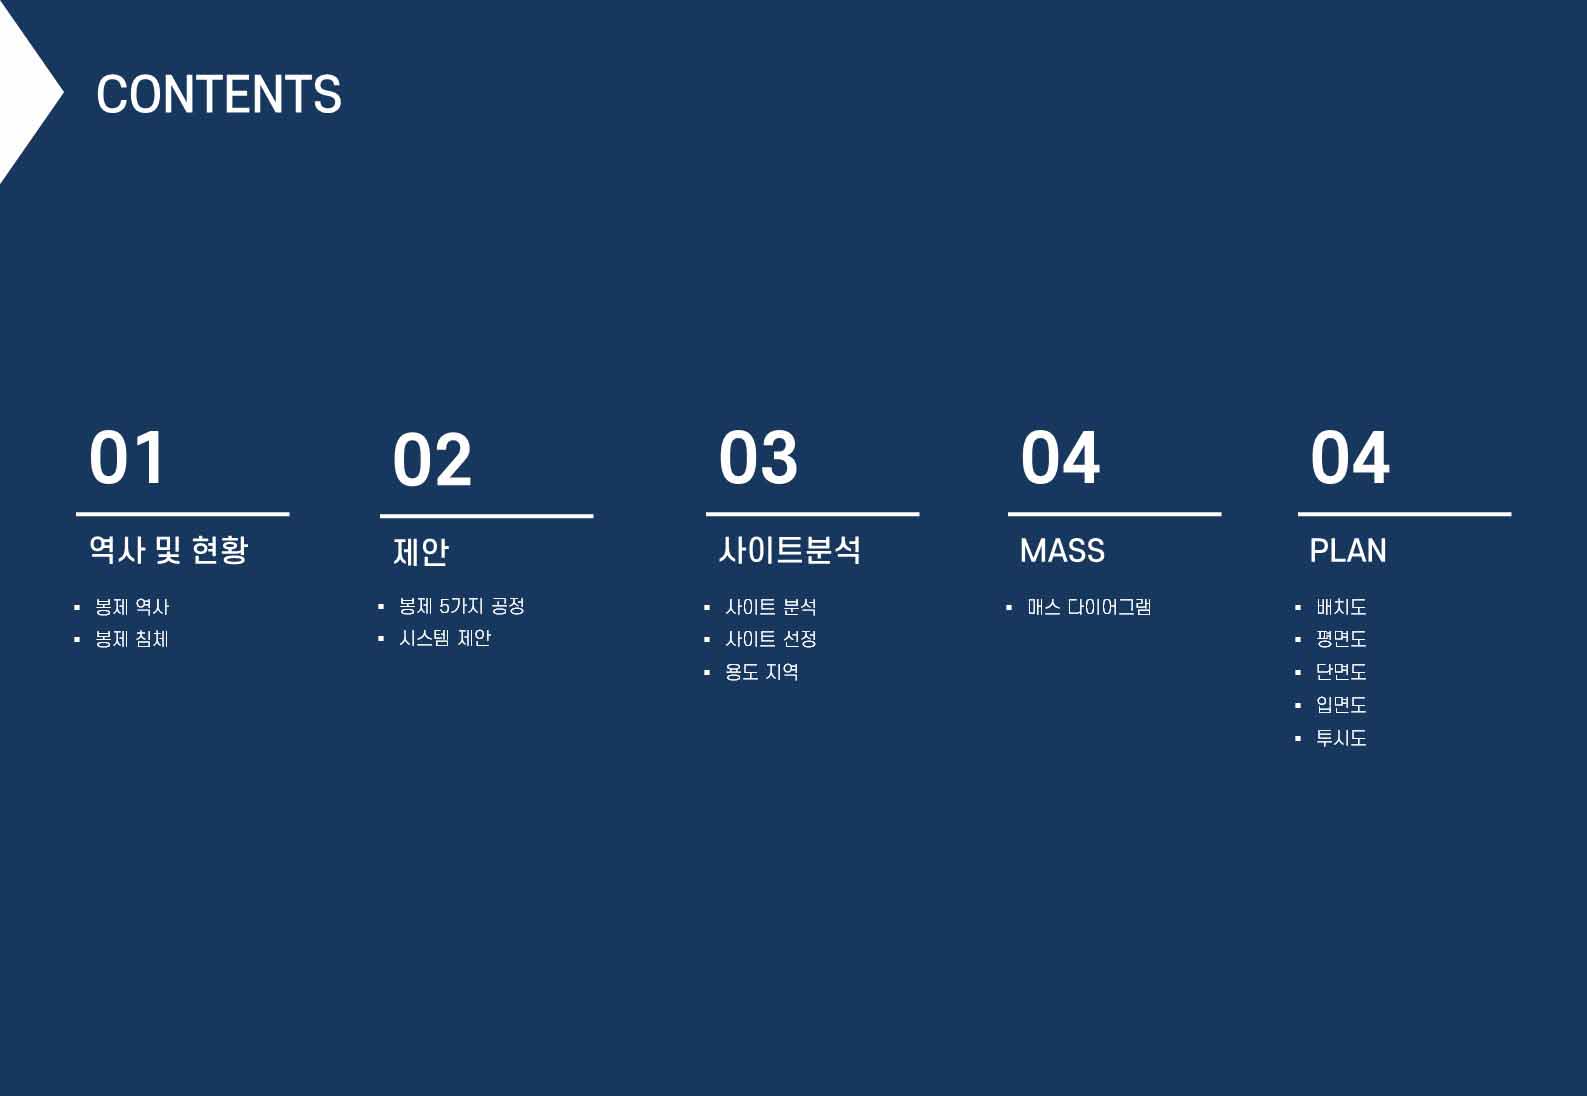 CONTENTS
01
역사 및 현황
▪ 봉제 역사
▪ 봉제 침체
02
제안
▪ 봉제 5가지 공정
▪ 시스템 제안
03
사이트분석
▪ 사이트 분석
▪ 사이트 선정
▪ 용도 지역
04
MASS
▪ 매스 다이어그램
04
PLAN
▪ 배치도
▪ 평면도
▪ 단면도
▪ 입면도
▪ 투시도